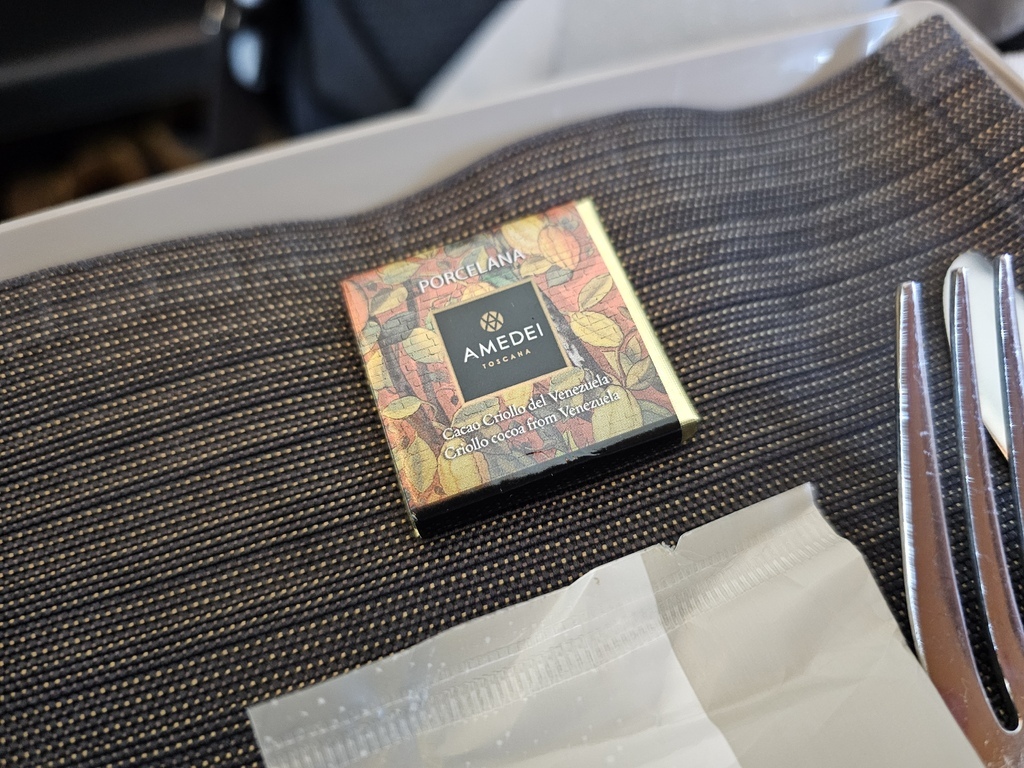 PORCELANA
AMEDEI
TOSCANA
Cacao Criollo del Venezuela
Criollo cocoa from Venezuela